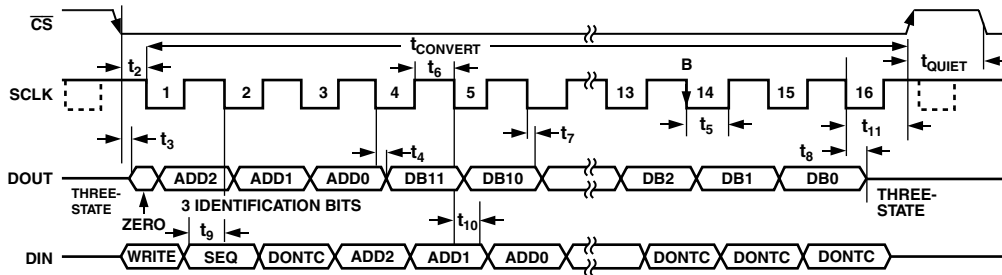 CS
tCONVERT
t2
t6
B
tQUIET
SCLK
1 2 3 4 5 13 14 15 16
t3
t4
t7
t5
t8
t11
DOUT
THREE-
STATE
ADD2 ADD1 ADD0 DB11 DB10 DB2 DB1 DB0
THREE-
STATE
ZERO
3 IDENTIFICATION BITS
t9
t10
DIN
WRITE SEQ DONTC ADD2 ADD1 ADD0 DONTC DONTC DONTC